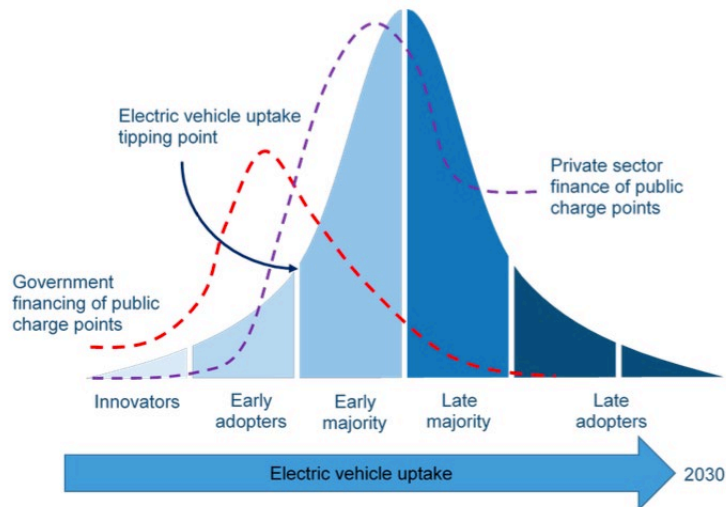 Electric vehicle uptake
tipping point
Private sector
finance of public
charge points
Government
financing of public
charge points
Innovators
Early
adopters
Early
majority
Late
majority
Late
adopters
Electric vehicle uptake
2030